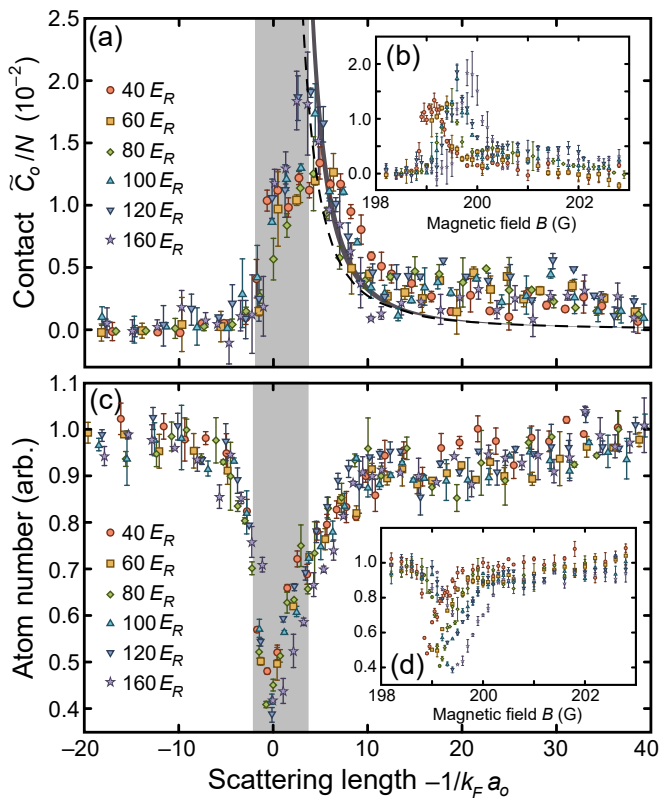 (a)
2.5
2.0
1.5
1.0
0.5
0.0
Contact C̃ₒ/N (10⁻²)
40 E_R
60 E_R
80 E_R
100 E_R
120 E_R
160 E_R
(b)
2.0
1.0
0.0
198
200
202
Magnetic field B (G)
(c)
1.1
1.0
0.9
0.8
0.7
0.6
0.5
0.4
Atom number (arb.)
40 E_R
60 E_R
80 E_R
100 E_R
120 E_R
160 E_R
(d)
1.0
0.8
0.6
0.4
198
200
202
Magnetic field B (G)
−20
−10
0
10
20
30
40
Scattering length −1/k_F aₒ